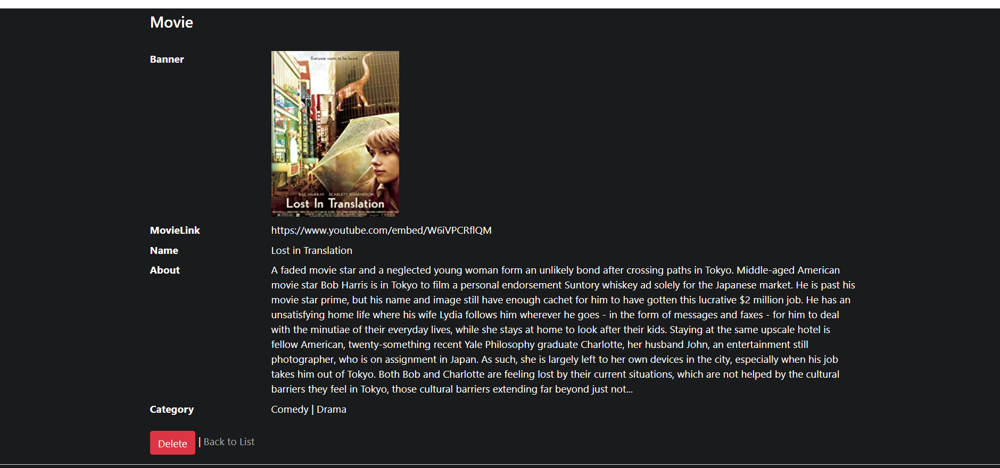 Movie
Banner
Everyone wants to be found.
BILL MURRAY SCARLETT JOHANSSON
Lost In Translation
MovieLink https://www.youtube.com/embed/W6iVPCRflQM
Name Lost in Translation
About A faded movie star and a neglected young woman form an unlikely bond after crossing paths in Tokyo. Middle-aged American
movie star Bob Harris is in Tokyo to film a personal endorsement Suntory whiskey ad solely for the Japanese market. He is past his
movie star prime, but his name and image still have enough cachet for him to have gotten this lucrative $2 million job. He has an
unsatisfying home life where his wife Lydia follows him wherever he goes - in the form of messages and faxes - for him to deal
with the minutiae of their everyday lives, while she stays at home to look after their kids. Staying at the same upscale hotel is
fellow American, twenty-something recent Yale Philosophy graduate Charlotte, her husband John, an entertainment still
photographer, who is on assignment in Japan. As such, she is largely left to her own devices in the city, especially when his job
takes him out of Tokyo. Both Bob and Charlotte are feeling lost by their current situations, which are not helped by the cultural
barriers they feel in Tokyo, those cultural barriers extending far beyond just not...
Category Comedy | Drama
Delete | Back to List